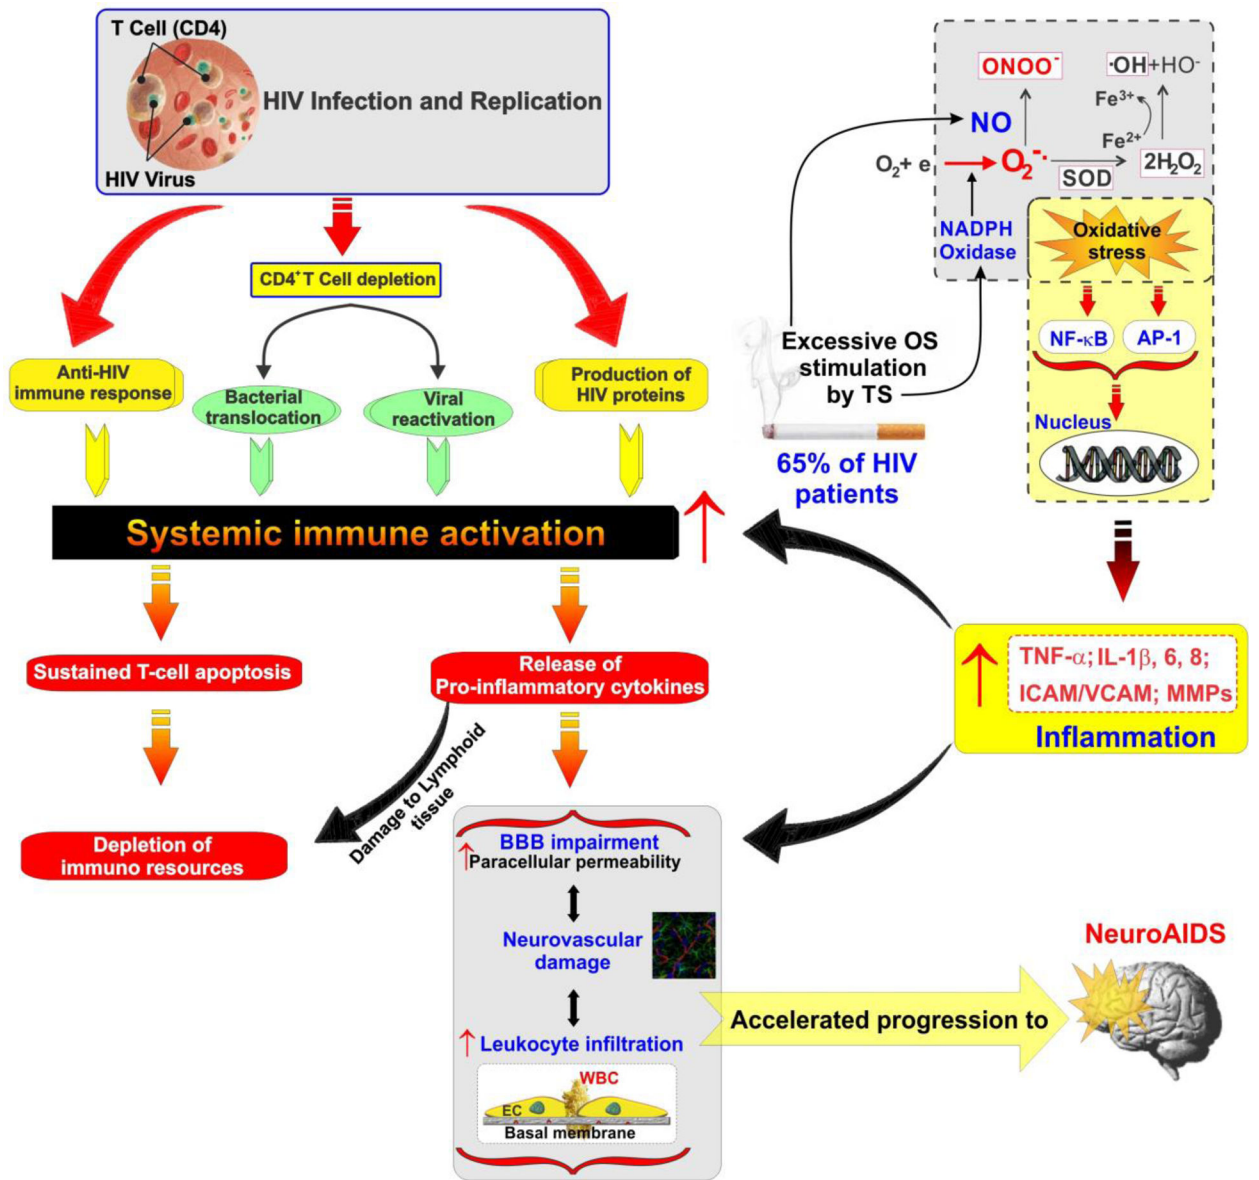 T Cell (CD4)
HIV Infection and Replication
HIV Virus
CD4⁺T Cell depletion
Anti-HIV
immune response
Bacterial
translocation
Viral
reactivation
Production of
HIV proteins
Systemic immune activation
Sustained T-cell apoptosis
Release of
Pro-inflammatory cytokines
Damage to Lymphoid
tissue
Depletion of
immuno resources
BBB impairment
Paracellular permeability
Neurovascular
damage
Leukocyte infiltration
WBC
EC
Basal membrane
ONOO⁻
·OH+HO⁻
Fe³⁺
NO
Fe²⁺
O₂+ e
O₂⁻·
SOD
2H₂O₂
NADPH
Oxidase
Oxidative
stress
NF-κB
AP-1
Nucleus
Excessive OS
stimulation
by TS
65% of HIV
patients
TNF-α; IL-1β, 6, 8;
ICAM/VCAM; MMPs
Inflammation
Accelerated progression to
NeuroAIDS